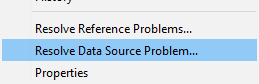 Resolve Reference Problems...
Resolve Data Source Problem...
Properties